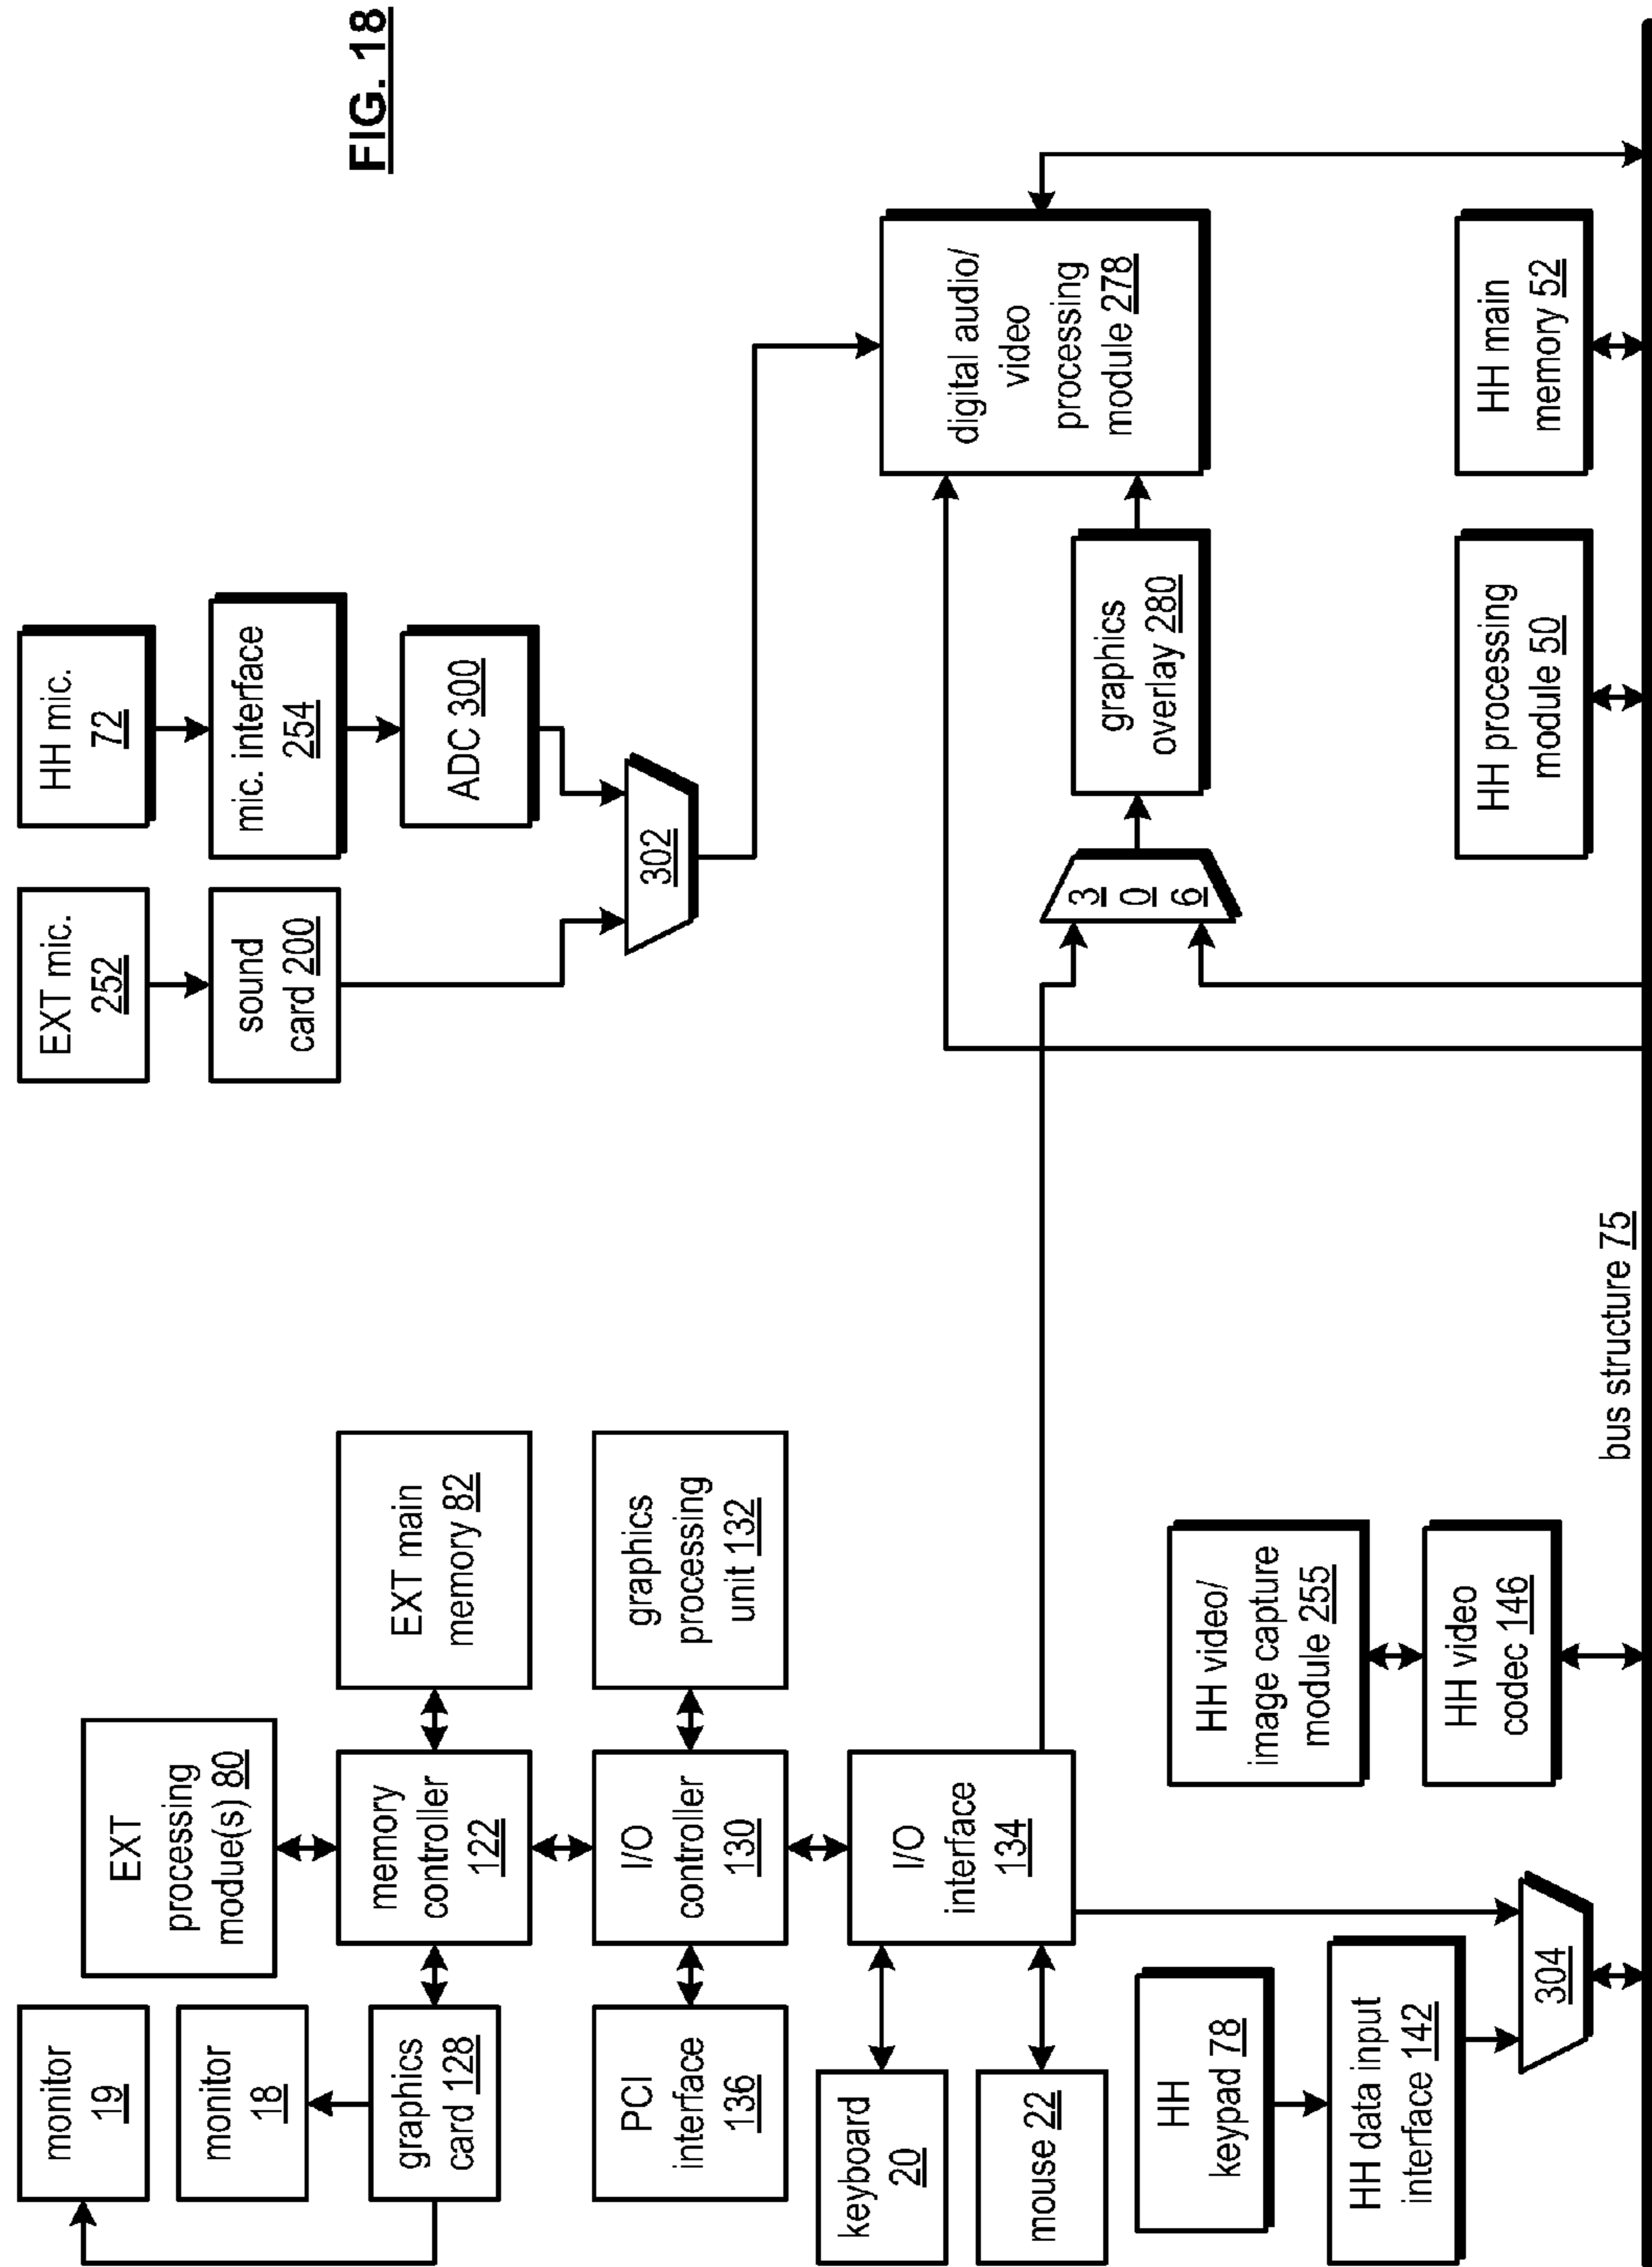 monitor
19
monitor
18
graphics
card 128
EXT
processing
modue(s) 80
memory
controller
122
EXT main
memory 82
PCI
interface
136
I/O
controller
130
graphics
processing
unit 132
keyboard
20
mouse 22
I/O
interface
134
HH
keypad 78
HH data input
interface 142
304
HH video/
image capture
module 255
HH video
codec 146
bus structure 75
EXT mic.
252
sound
card 200
HH mic.
72
mic. interface
254
ADC 300
302
FIG. 18
3
0
6
graphics
overlay 280
digital audio/
video
processing
module 278
HH processing
module 50
HH main
memory 52